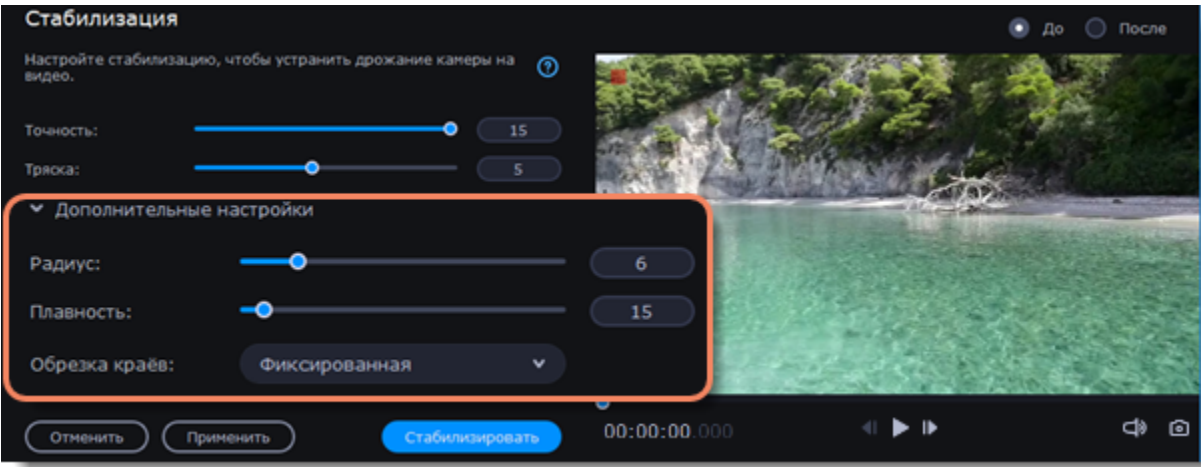 Стабилизация
До
После
Настройте стабилизацию, чтобы устранить дрожание камеры на
видео.
?
Точность: 15
Тряска: 5
Дополнительные настройки
Радиус: 6
Плавность: 15
Обрезка краёв: Фиксированная
Отменить
Применить
Стабилизировать
00:00:00.000